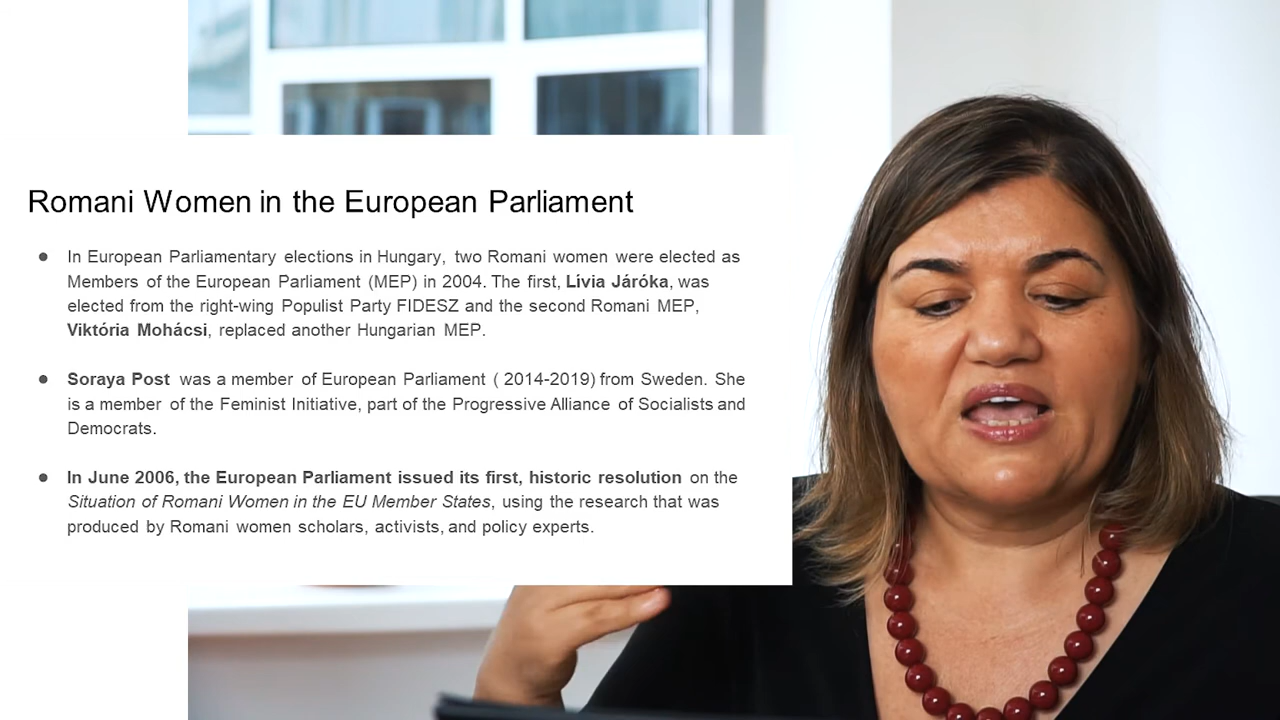 Romani Women in the European Parliament
● In European Parliamentary elections in Hungary, two Romani women were elected as
Members of the European Parliament (MEP) in 2004. The first, Lívia Járóka, was
elected from the right-wing Populist Party FIDESZ and the second Romani MEP,
Viktória Mohácsi, replaced another Hungarian MEP.
● Soraya Post was a member of European Parliament ( 2014-2019) from Sweden. She
is a member of the Feminist Initiative, part of the Progressive Alliance of Socialists and
Democrats.
● In June 2006, the European Parliament issued its first, historic resolution on the
Situation of Romani Women in the EU Member States, using the research that was
produced by Romani women scholars, activists, and policy experts.